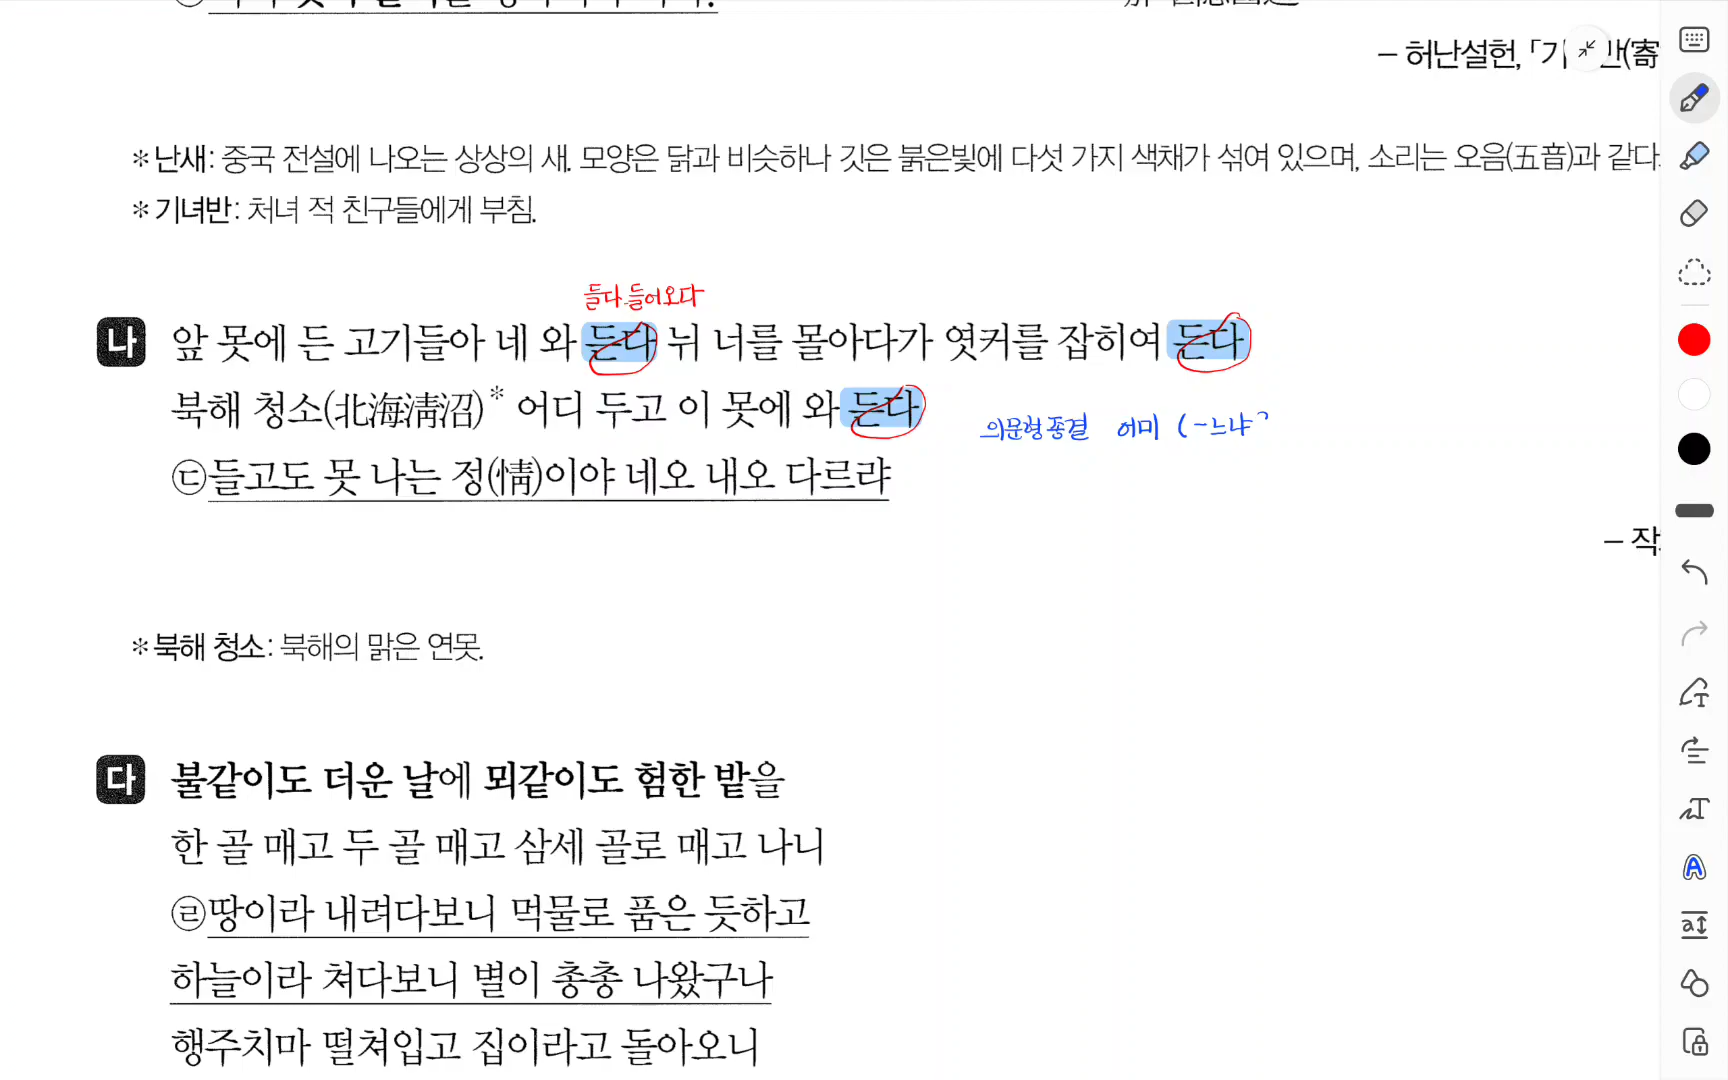 – 허난설헌, 「기
*난새: 중국 전설에 나오는 상상의 새. 모양은 닭과 비슷하나 깃은 붉은빛에 다섯 가지 색채가 섞여 있으며, 소리는 오음(五音)과 같다.
*기녀반: 처녀 적 친구들에게 부침.
들다 들어오다
나 앞 못에 든 고기들아 네 와 든다 뉘 너를 몰아다가 엿커를 잡히여 든다
북해 청소(北海淸沼)* 어디 두고 이 못에 와 든다
의문형종결 어미 (~느냐
㉢들고도 못 나는 정(情)이야 네오 내오 다르랴
– 작
*북해 청소: 북해의 맑은 연못.
다 불같이도 더운 날에 뫼같이도 험한 밭을
한 골 매고 두 골 매고 삼세 골로 매고 나니
㉣땅이라 내려다보니 먹물로 품은 듯하고
하늘이라 쳐다보니 별이 총총 나왔구나
행주치마 떨쳐입고 집이라고 돌아오니